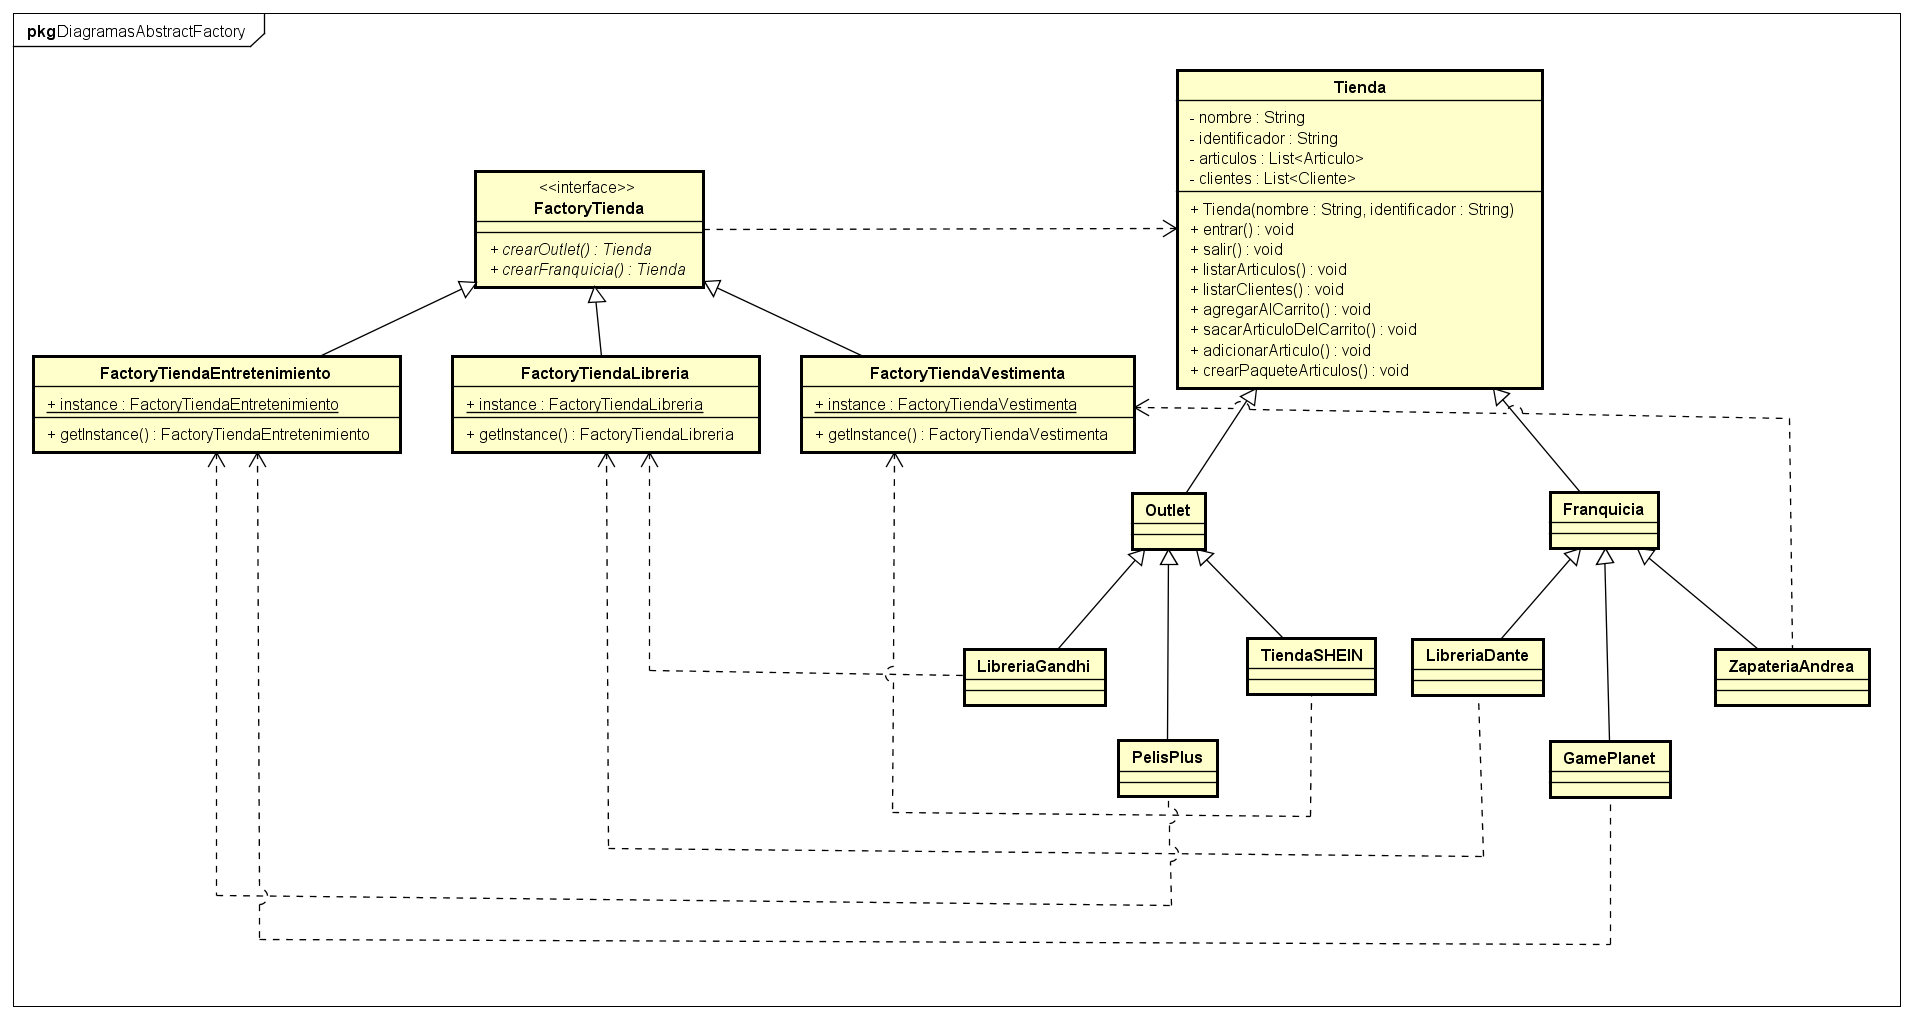 pkgDiagramasAbstractFactory
Tienda
- nombre : String
- identificador : String
- articulos : List<Articulo>
- clientes : List<Cliente>
+ Tienda(nombre : String, identificador : String)
+ entrar() : void
+ salir() : void
+ listarArticulos() : void
+ listarClientes() : void
+ agregarAlCarrito() : void
+ sacarArticuloDelCarrito() : void
+ adicionarArticulo() : void
+ crearPaqueteArticulos() : void
<<interface>>
FactoryTienda
+ crearOutlet() : Tienda
+ crearFranquicia() : Tienda
FactoryTiendaEntretenimiento
+ instance : FactoryTiendaEntretenimiento
+ getInstance() : FactoryTiendaEntretenimiento
FactoryTiendaLibreria
+ instance : FactoryTiendaLibreria
+ getInstance() : FactoryTiendaLibreria
FactoryTiendaVestimenta
+ instance : FactoryTiendaVestimenta
+ getInstance() : FactoryTiendaVestimenta
Outlet
Franquicia
LibreriaGandhi
TiendaSHEIN
LibreriaDante
ZapateriaAndrea
PelisPlus
GamePlanet